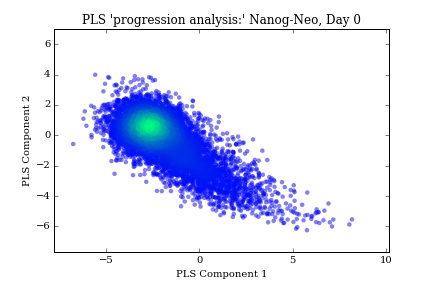 PLS 'progression analysis:' Nanog-Neo, Day 0
6
4
2
0
−2
−4
−6
PLS Component 2
−5 0 5 10
PLS Component 1